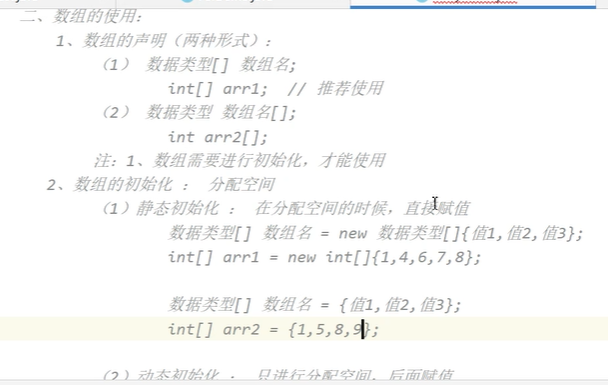 二、数组的使用:
1、数组的声明（两种形式）:
（1） 数据类型[] 数组名;
int[] arr1;  // 推荐使用
（2） 数据类型 数组名[];
int arr2[];
注: 1、数组需要进行初始化，才能使用
2、数组的初始化 :  分配空间
（1）静态初始化 :  在分配空间的时候，直接赋值
数据类型[] 数组名 = new 数据类型[]{值1,值2,值3};
int[] arr1 = new int[]{1,4,6,7,8};
数据类型[] 数组名 = {值1,值2,值3};
int[] arr2 = {1,5,8,9};
（2）动态初始化 :  只进行分配空间，后面赋值